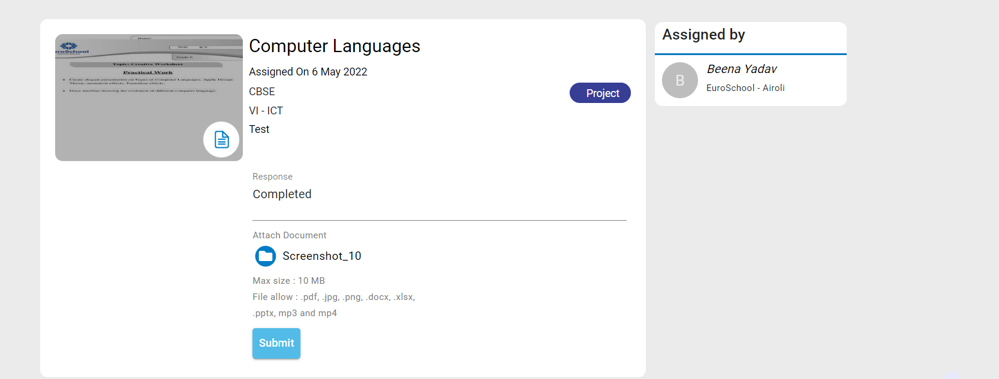 Name:
SUB: ICT
uroSchool
Grade 6
Topic: Creative Worksheet
Practical Work
Create elegant presentation on Types of Computer Languages. Apply Design
Theme, animation effects, Transition effects.
Draw timeline showing the evolution of different computer language.
Computer Languages
Assigned On 6 May 2022
CBSE
VI - ICT
Test
Project
Response
Completed
Attach Document
Screenshot_10
Max size : 10 MB
File allow : .pdf, .jpg, .png, .docx, .xlsx,
.pptx, mp3 and mp4
Submit
Assigned by
B
Beena Yadav
EuroSchool - Airoli